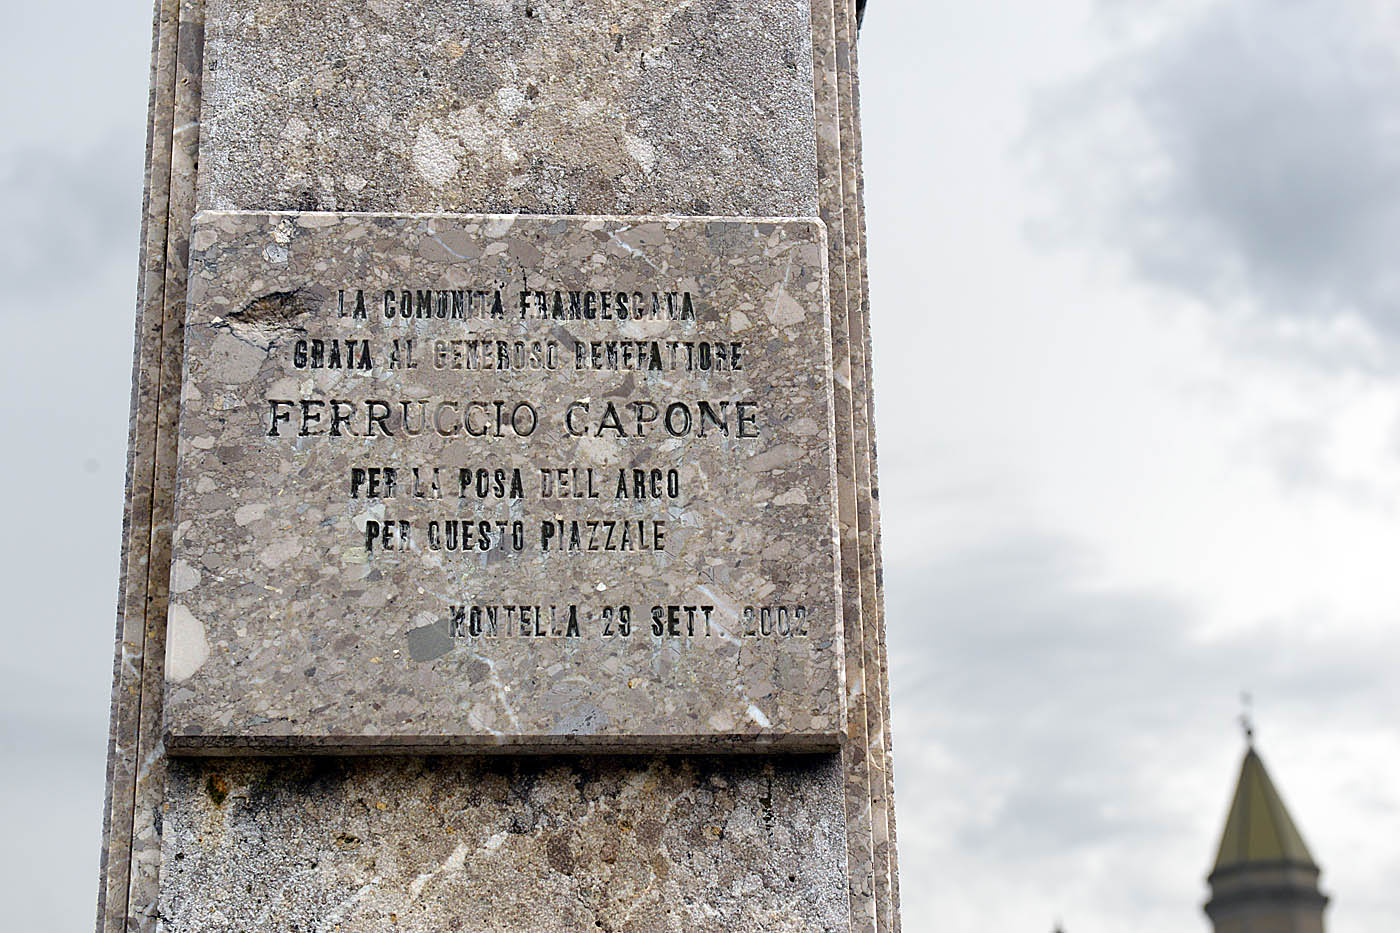 LA COMUNITÀ FRANCESCANA
GRATA AL GENEROSO BENEFATTORE
FERRUCCIO CAPONE
PER LA POSA DELL ARCO
PER QUESTO PIAZZALE
MONTELLA 29 SETT. 2002